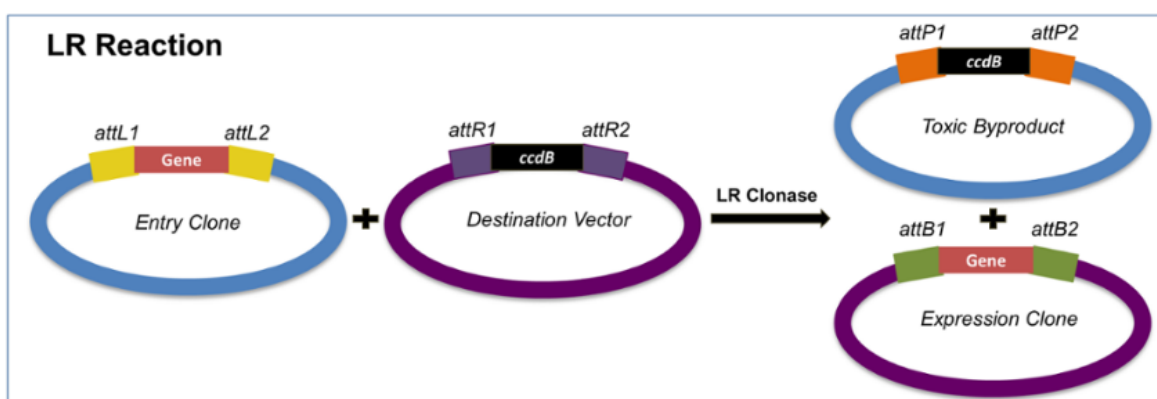 LR Reaction
attL1
attL2
Gene
Entry Clone
+
attR1
attR2
ccdB
Destination Vector
LR Clonase
attP1
attP2
ccdB
Toxic Byproduct
+
attB1
attB2
Gene
Expression Clone